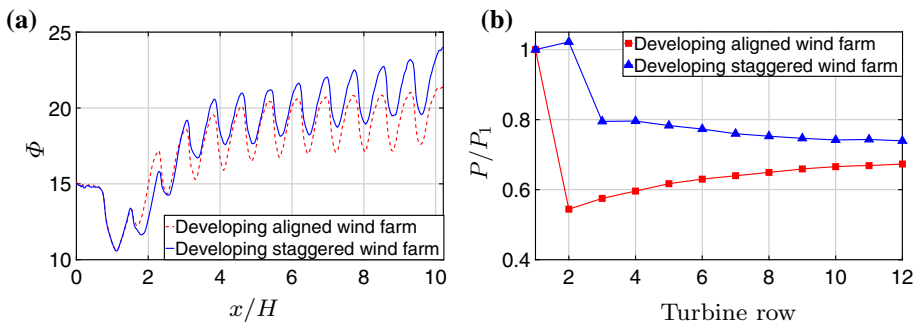 (a)
25
20
15
10
Φ
0 2 4 6 8 10
x/H
Developing aligned wind farm
Developing staggered wind farm
(b)
1
0.8
0.6
0.4
P/P1
2 4 6 8 10 12
Turbine row
Developing aligned wind farm
Developing staggered wind farm